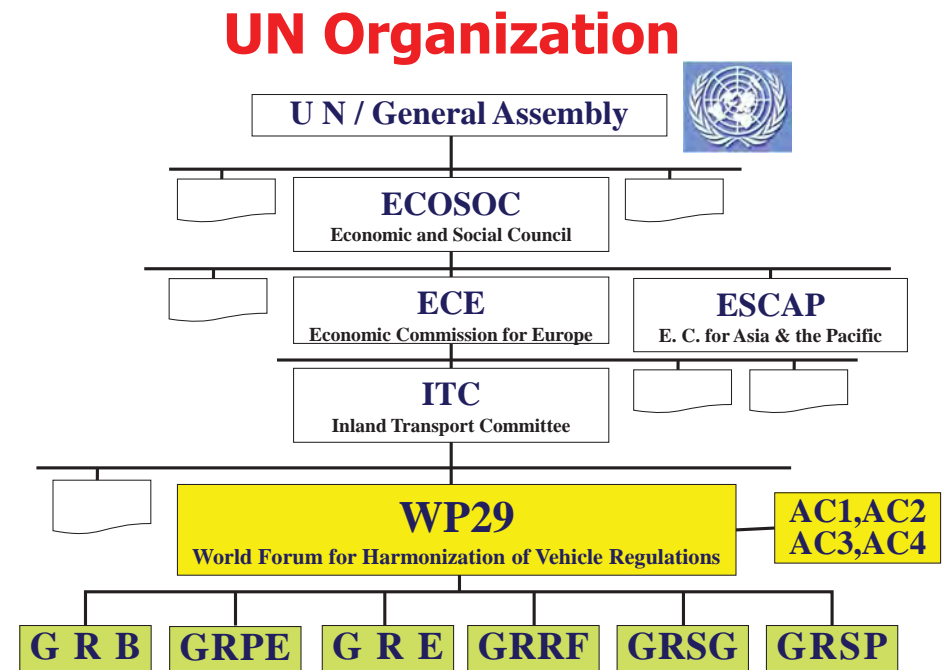 UN Organization
U N / General Assembly
ECOSOC
Economic and Social Council
ECE
Economic Commission for Europe
ESCAP
E. C. for Asia & the Pacific
ITC
Inland Transport Committee
WP29
World Forum for Harmonization of Vehicle Regulations
AC1,AC2
AC3,AC4
G R B
GRPE
G R E
GRRF
GRSG
GRSP